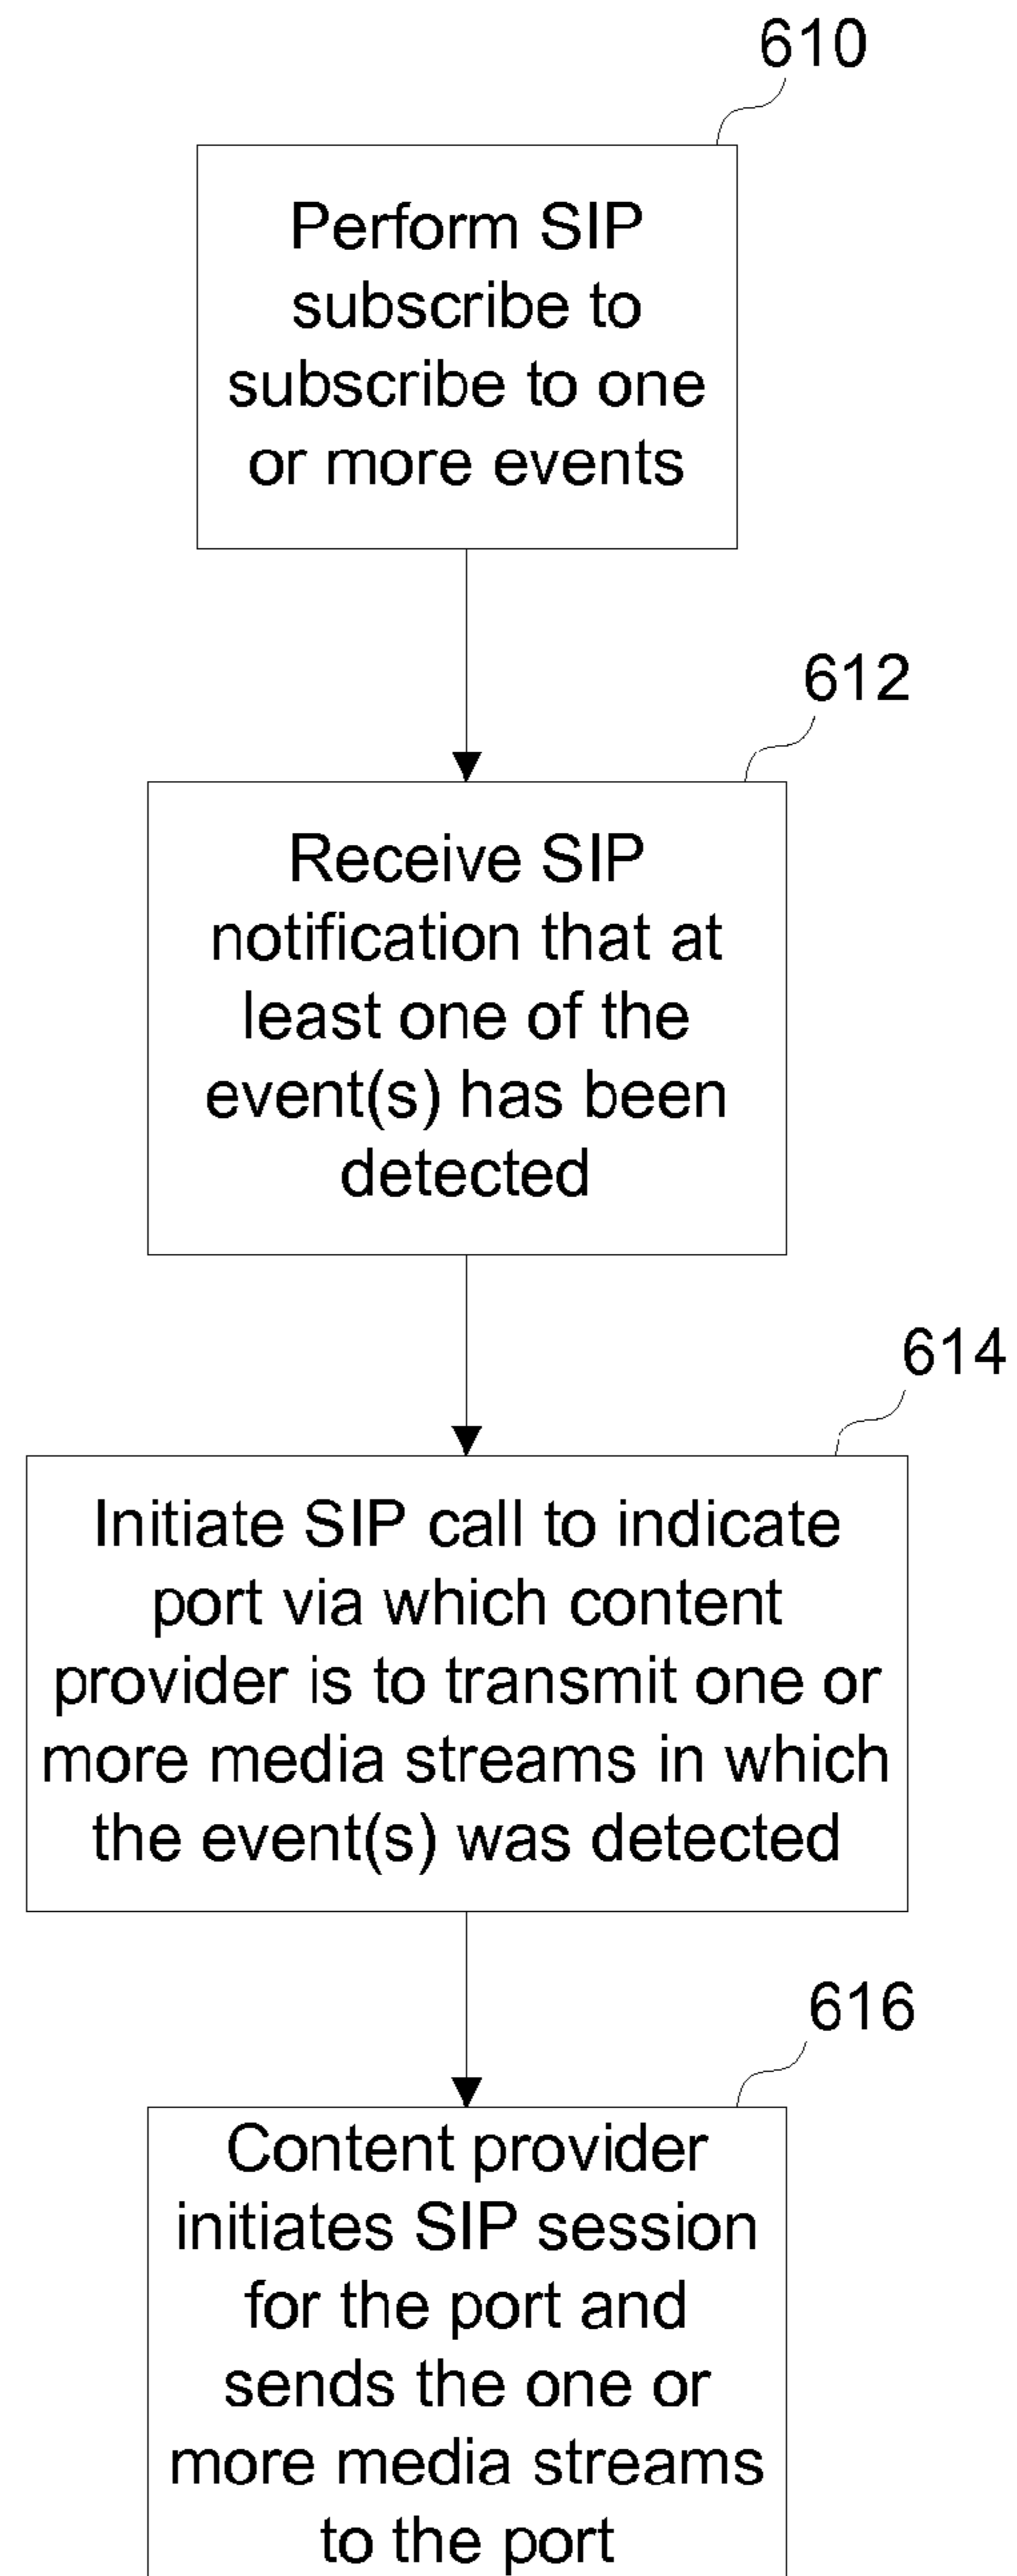 610
Perform SIP
subscribe to
subscribe to one
or more events
612
Receive SIP
notification that at
least one of the
event(s) has been
detected
614
Initiate SIP call to indicate
port via which content
provider is to transmit one or
more media streams in which
the event(s) was detected
616
Content provider
initiates SIP session
for the port and
sends the one or
more media streams
to the port